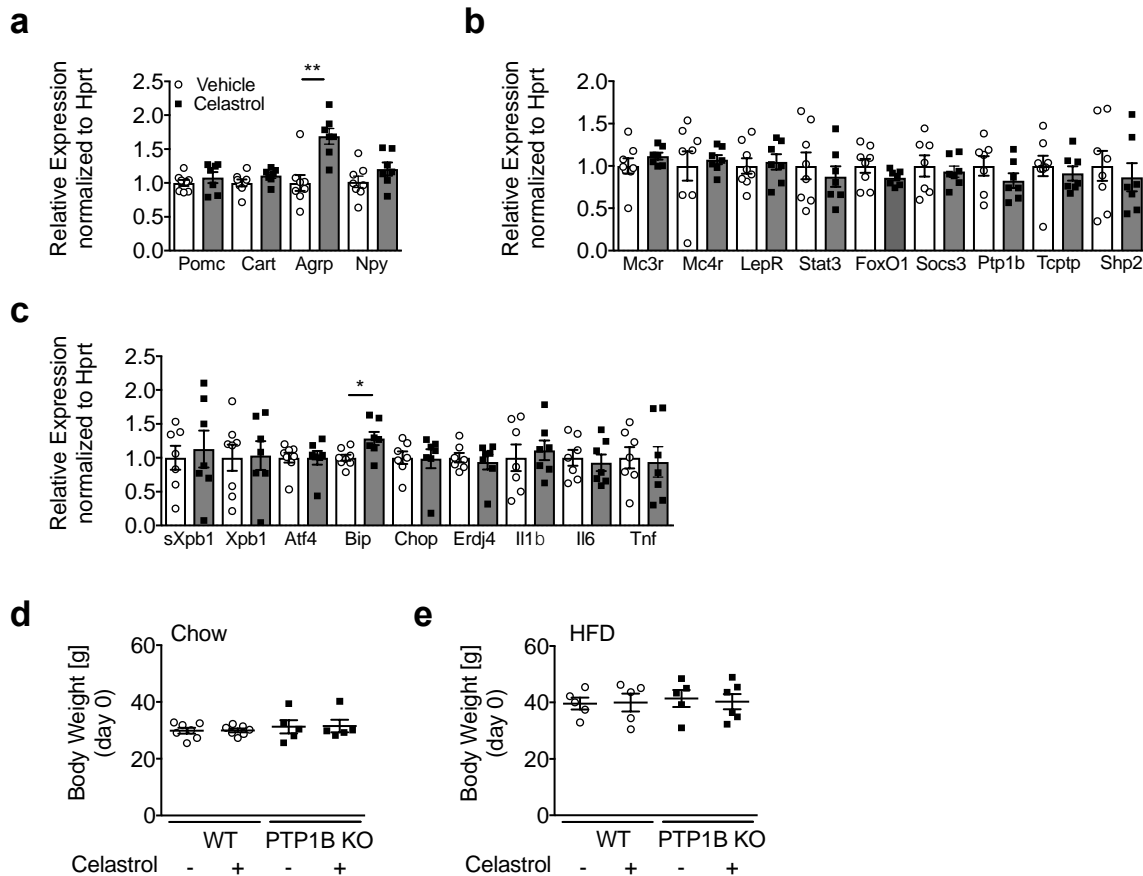 a
Relative Expression
normalized to Hprt
2.5
2.0
1.5
1.0
0.5
0.0
Vehicle
Celastrol
**
Pomc Cart Agrp Npy
b
Relative Expression
normalized to Hprt
2.0
1.5
1.0
0.5
0.0
Mc3r Mc4r LepR Stat3 FoxO1 Socs3 Ptp1b Tcptp Shp2
c
Relative Expression
normalized to Hprt
2.5
2.0
1.5
1.0
0.5
0.0
*
sXpb1 Xpb1 Atf4 Bip Chop Erdj4 Il1b Il6 Tnf
d
Body Weight [g]
(day 0)
60
40
20
0
Chow
WT PTP1B KO
Celastrol - + - +
e
Body Weight [g]
(day 0)
60
40
20
0
HFD
WT PTP1B KO
Celastrol - + - +